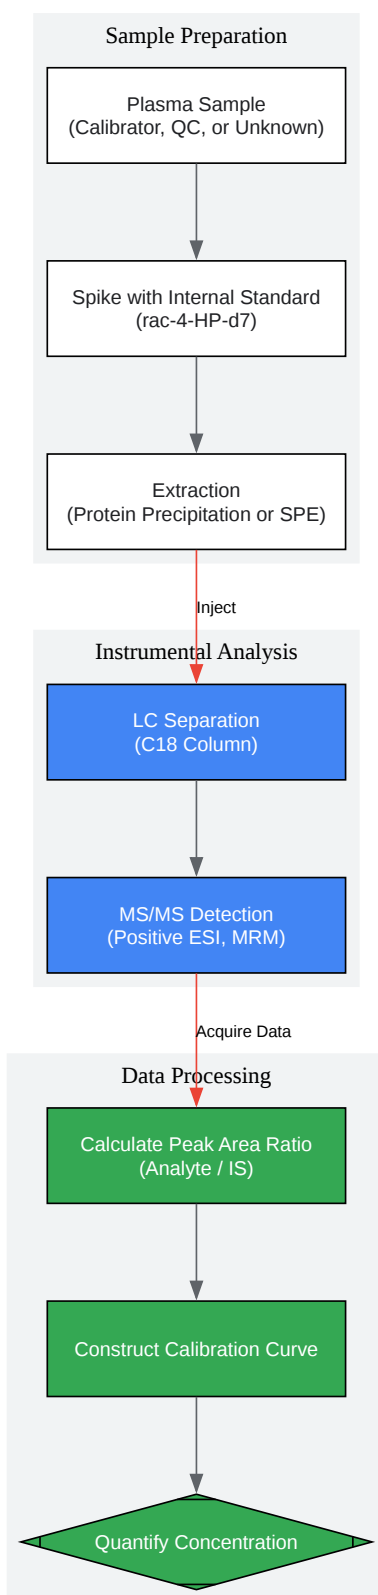 Sample Preparation
Plasma Sample
(Calibrator, QC, or Unknown)
Spike with Internal Standard
(rac-4-HP-d7)
Extraction
(Protein Precipitation or SPE)
Inject
Instrumental Analysis
LC Separation
(C18 Column)
MS/MS Detection
(Positive ESI, MRM)
Acquire Data
Data Processing
Calculate Peak Area Ratio
(Analyte / IS)
Construct Calibration Curve
Quantify Concentration